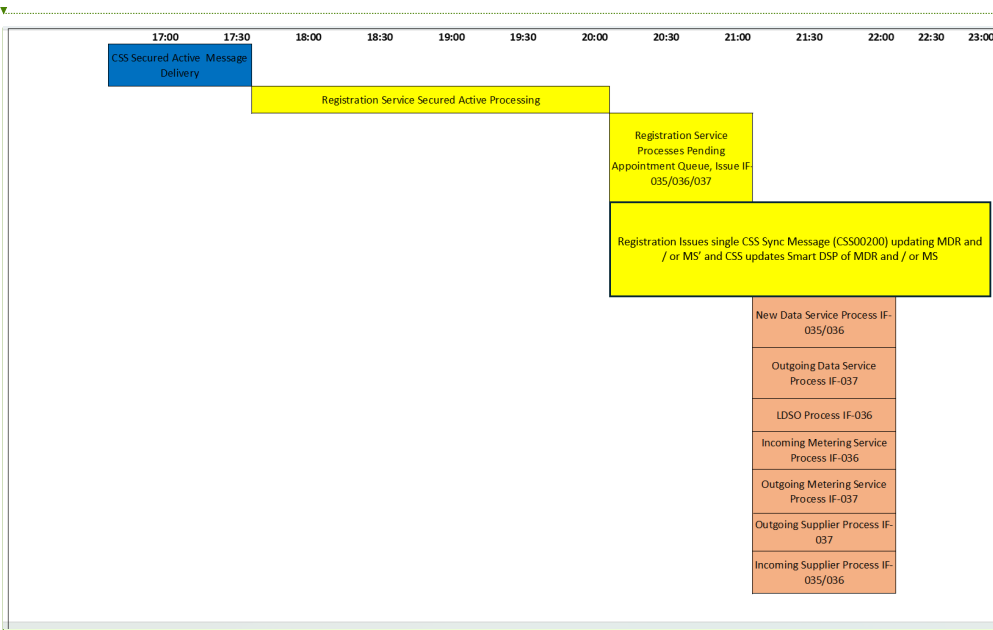 17:00 17:30 18:00 18:30 19:00 19:30 20:00 20:30 21:00 21:30 22:00 22:30 23:00
CSS Secured Active Message
Delivery
Registration Service Secured Active Processing
Registration Service
Processes Pending
Appointment Queue, Issue IF-
035/036/037
Registration Issues single CSS Sync Message (CSS00200) updating MDR and
/ or MS’ and CSS updates Smart DSP of MDR and / or MS
New Data Service Process IF-
035/036
Outgoing Data Service
Process IF-037
LDSO Process IF-036
Incoming Metering Service
Process IF-036
Outgoing Metering Service
Process IF-037
Outgoing Supplier Process IF-
037
Incoming Supplier Process IF-
035/036